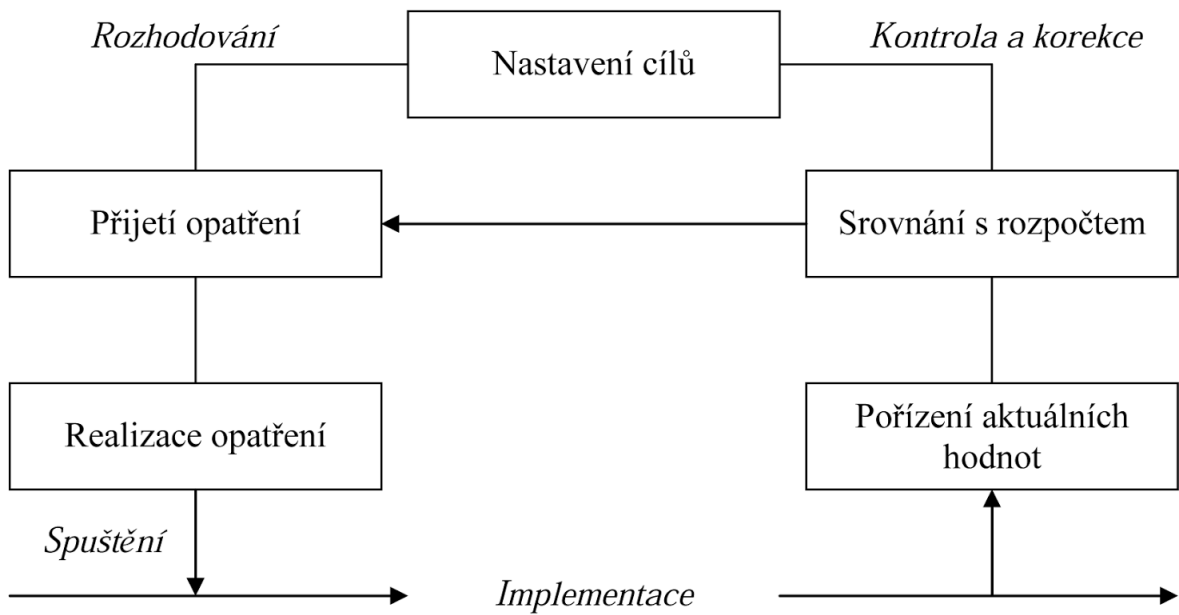 Rozhodování
Nastavení cílů
Kontrola a korekce
Přijetí opatření
Srovnání s rozpočtem
Realizace opatření
Pořízení aktuálních
hodnot
Spuštění
Implementace